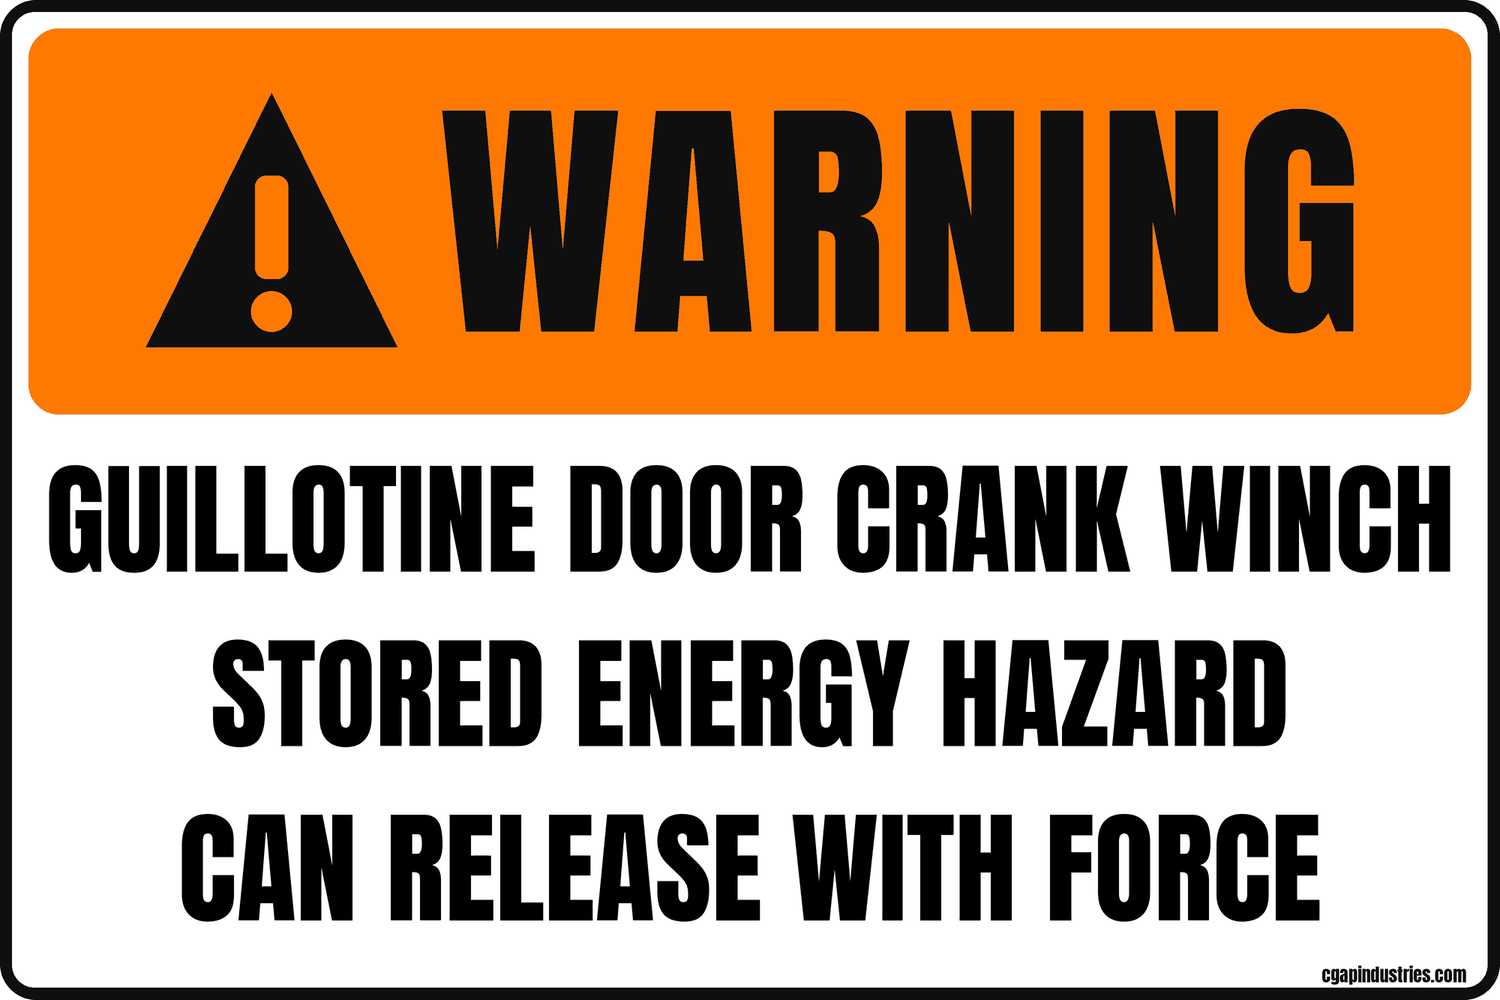 WARNING
GUILLOTINE DOOR CRANK WINCH
STORED ENERGY HAZARD
CAN RELEASE WITH FORCE
cgapindustries.com